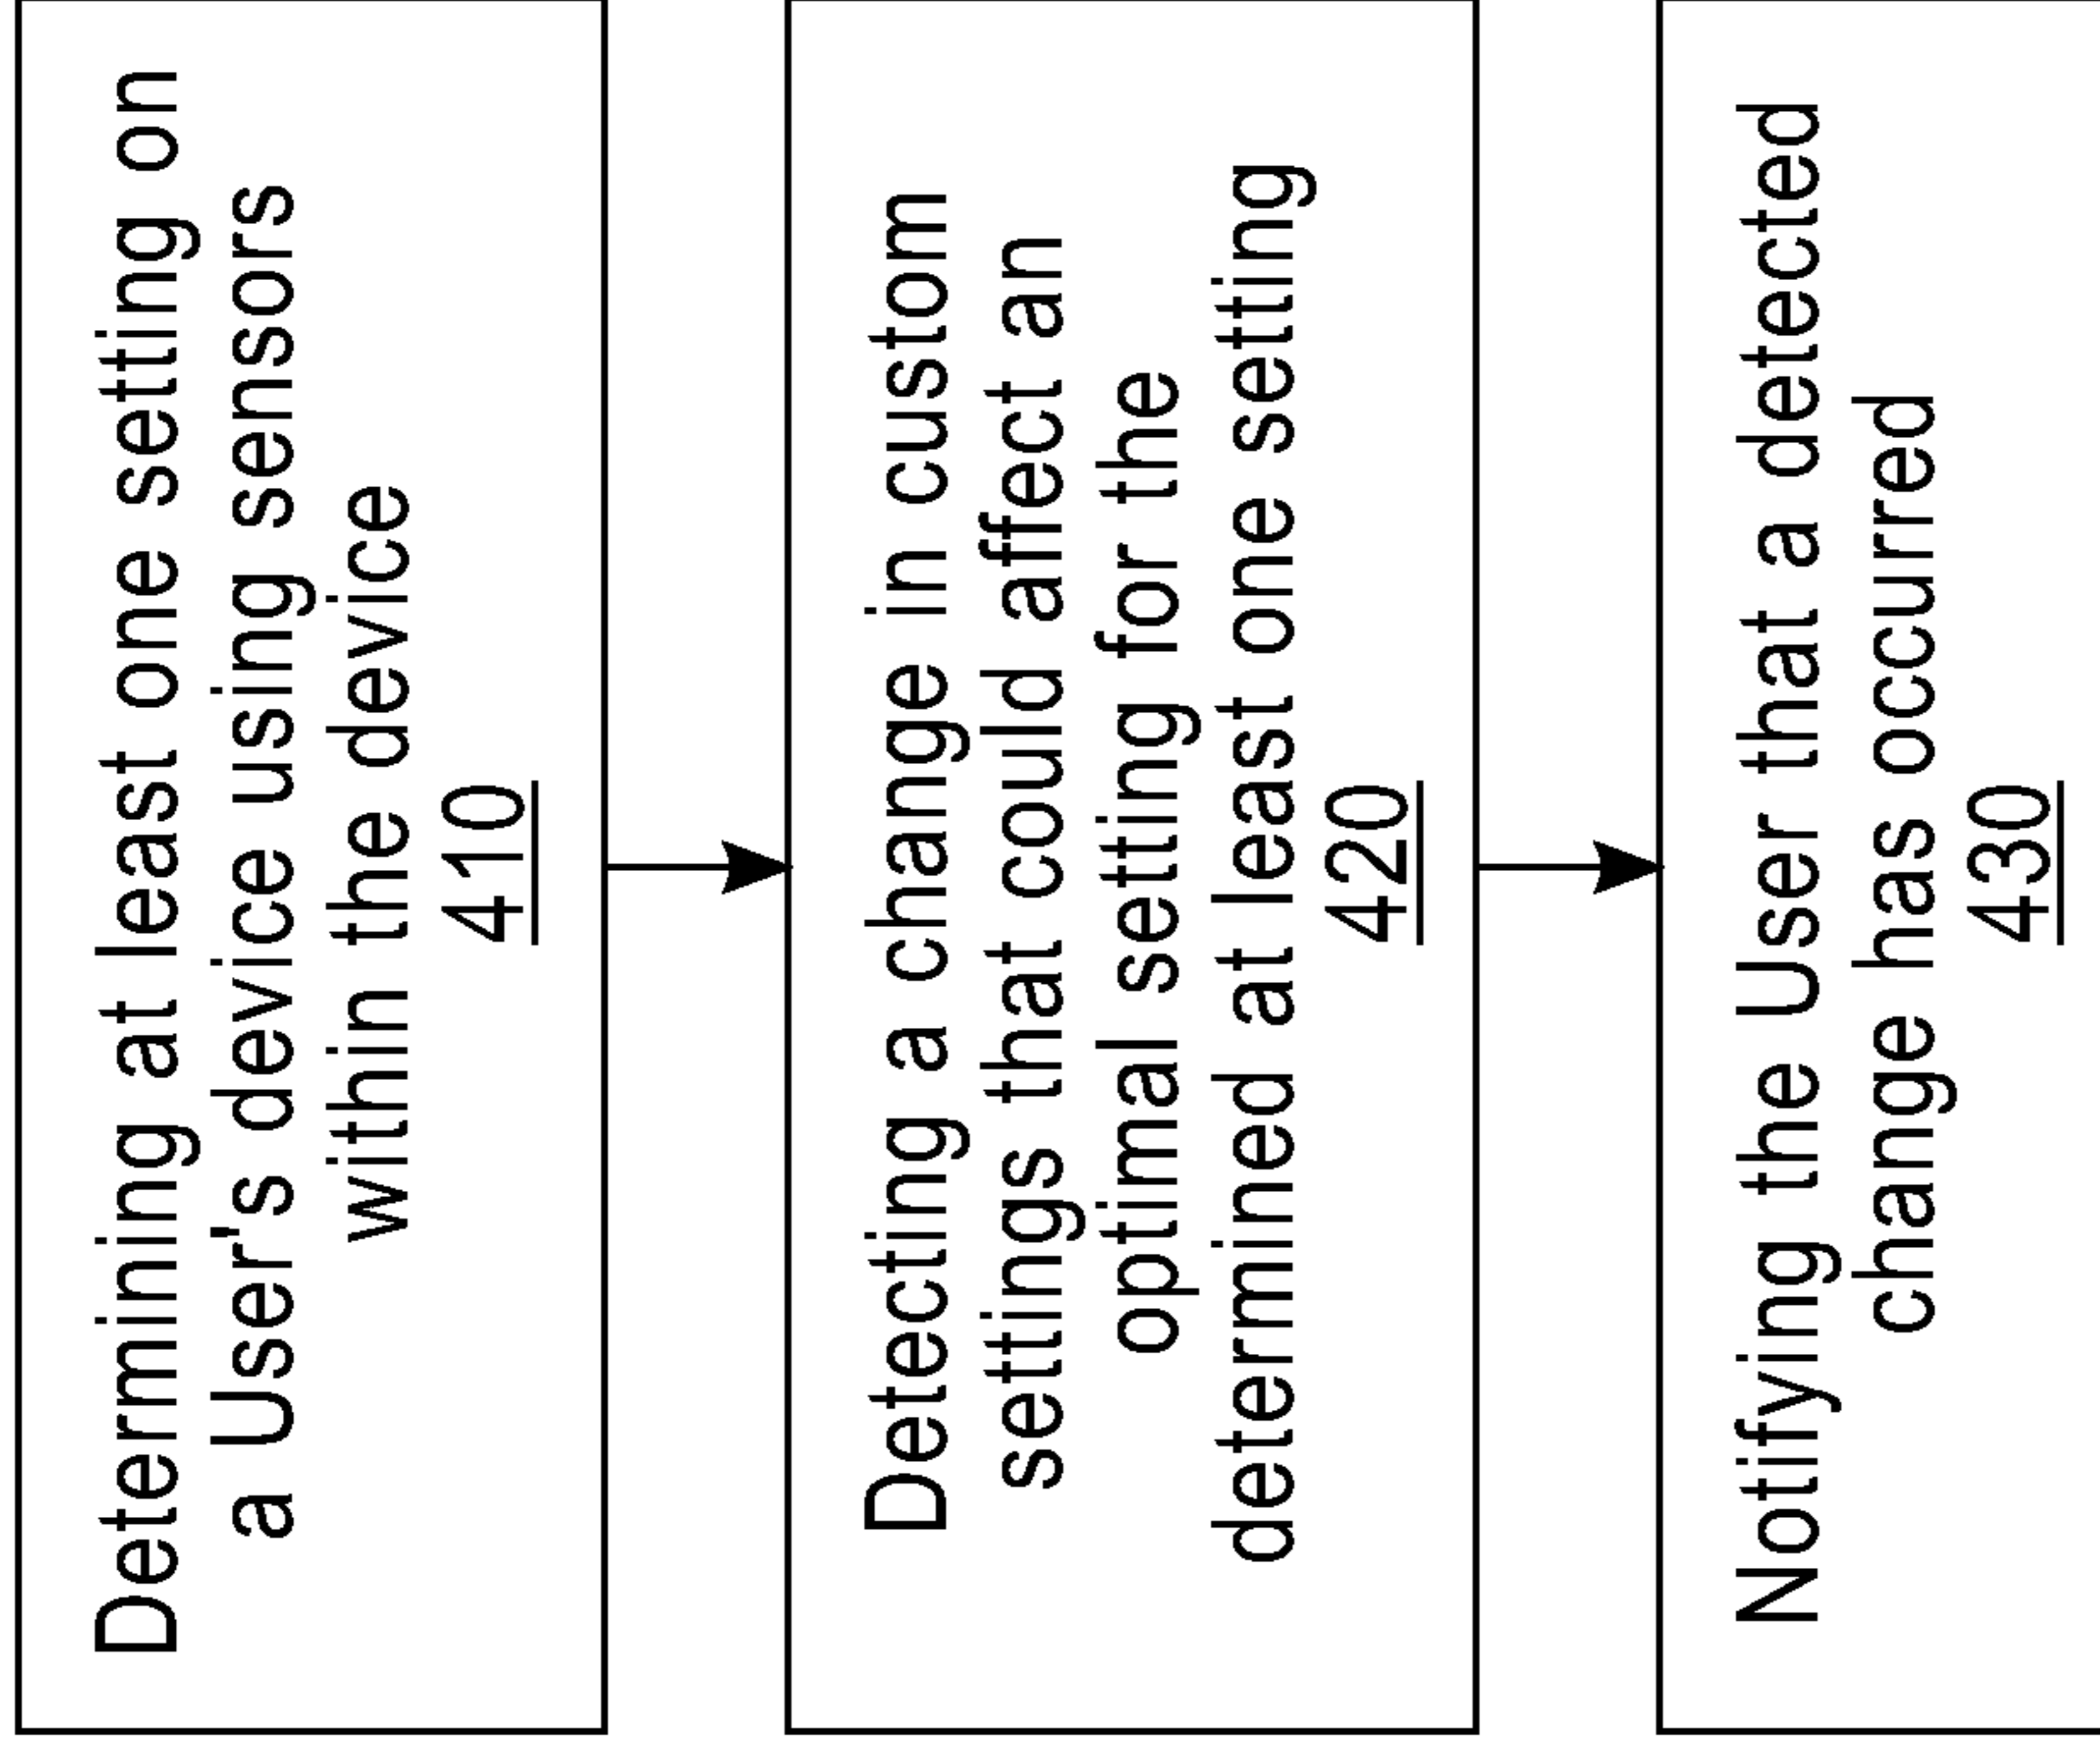 Determining at least one setting on
a User's device using sensors
within the device
410
Detecting a change in custom
settings that could affect an
optimal setting for the
determined at least one setting
420
Notifying the User that a detected
change has occurred
430